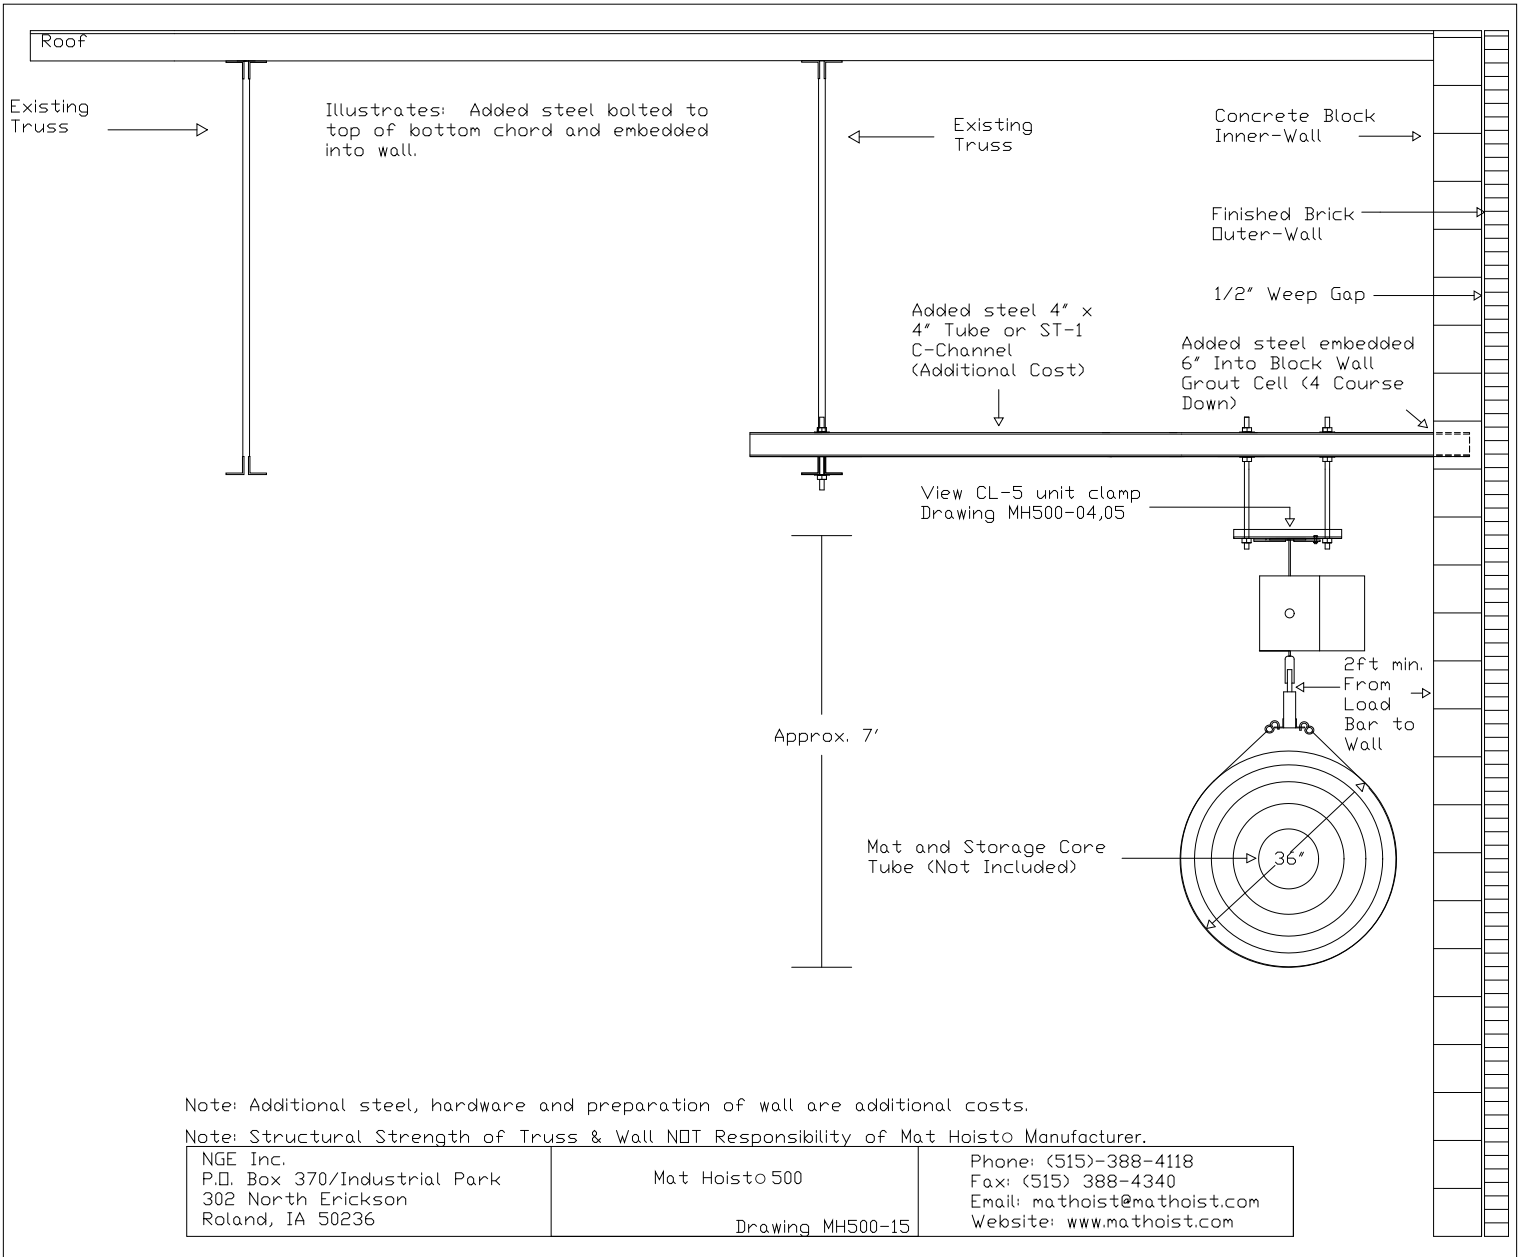 Roof
Existing
Truss
Illustrates: Added steel bolted to
top of bottom chord and embedded
into wall.
Existing
Truss
Concrete Block
Inner-Wall
Finished Brick
Outer-Wall
1/2" Weep Gap
Added steel 4" x
4" Tube or ST-1
C-Channel
(Additional Cost)
Added steel embedded
6" Into Block Wall
Grout Cell (4 Course
Down)
View CL-5 unit clamp
Drawing MH500-04,05
2ft min.
From
Load
Bar to
Wall
Approx. 7'
Mat and Storage Core
Tube (Not Included)
36"
Note: Additional steel, hardware and preparation of wall are additional costs.
Note: Structural Strength of Truss & Wall NOT Responsibility of Mat Hoist© Manufacturer.
NGE Inc.
P.O. Box 370/Industrial Park
302 North Erickson
Roland, IA 50236
Mat Hoist© 500
Drawing MH500-15
Phone: (515)-388-4118
Fax: (515) 388-4340
Email: mathoist@mathoist.com
Website: www.mathoist.com